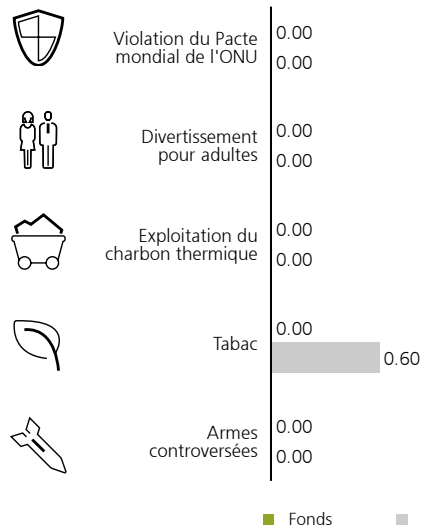 Violation du Pacte
mondial de l'ONU
0.00
0.00
Divertissement
pour adultes
0.00
0.00
Exploitation du
charbon thermique
0.00
0.00
Tabac
0.00
0.60
Armes
controversées
0.00
0.00
Fonds